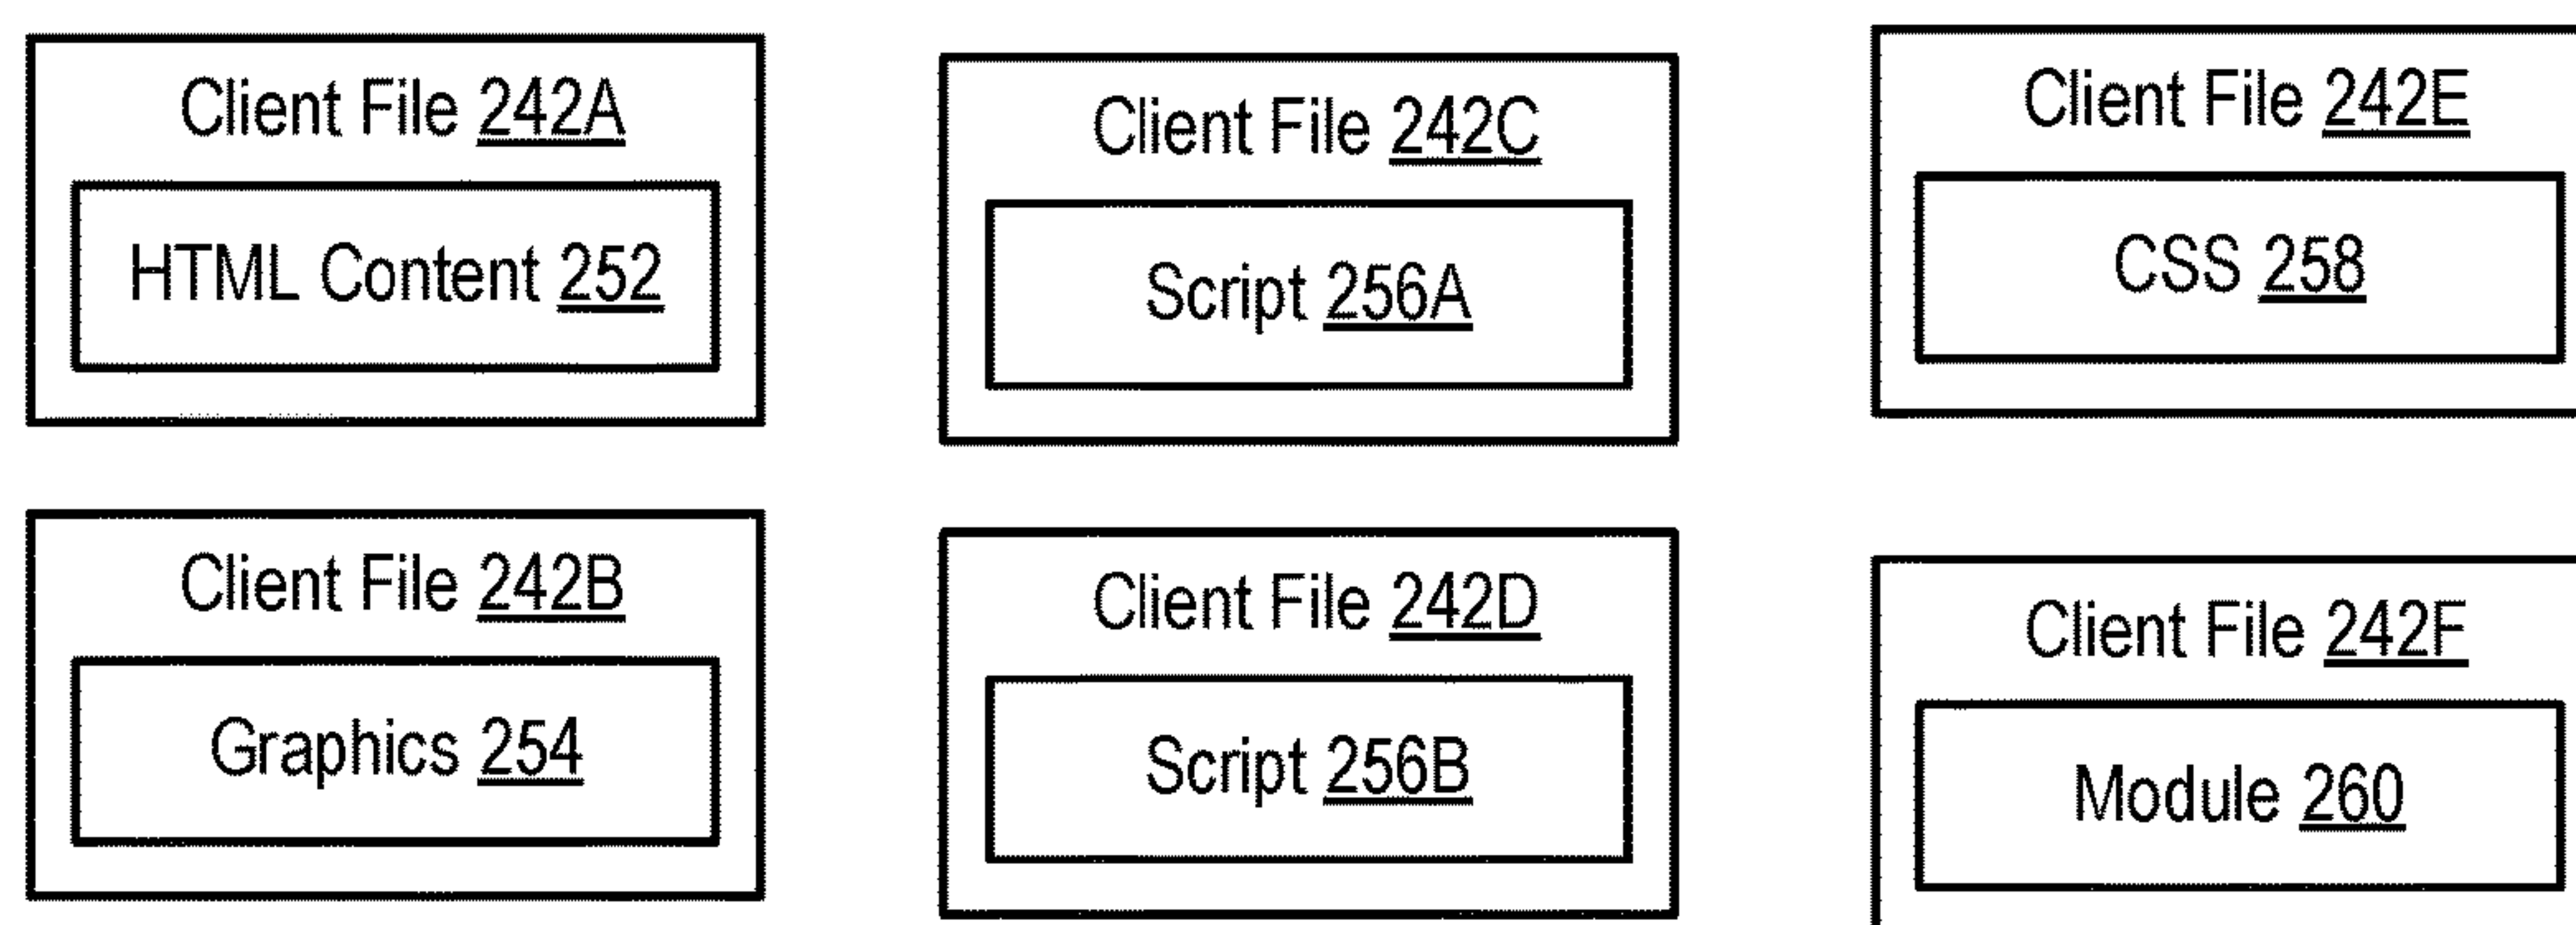 Client File 242A
HTML Content 252
Client File 242B
Graphics 254
Client File 242C
Script 256A
Client File 242D
Script 256B
Client File 242E
CSS 258
Client File 242F
Module 260